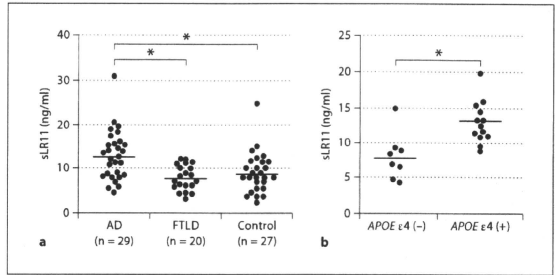 40
30
20
10
0
sLR11 (ng/ml)
*
*
AD
(n = 29)
FTLD
(n = 20)
Control
(n = 27)
a
25
20
15
10
5
0
sLR11 (ng/ml)
*
APOE ε4 (–)
APOE ε4 (+)
b